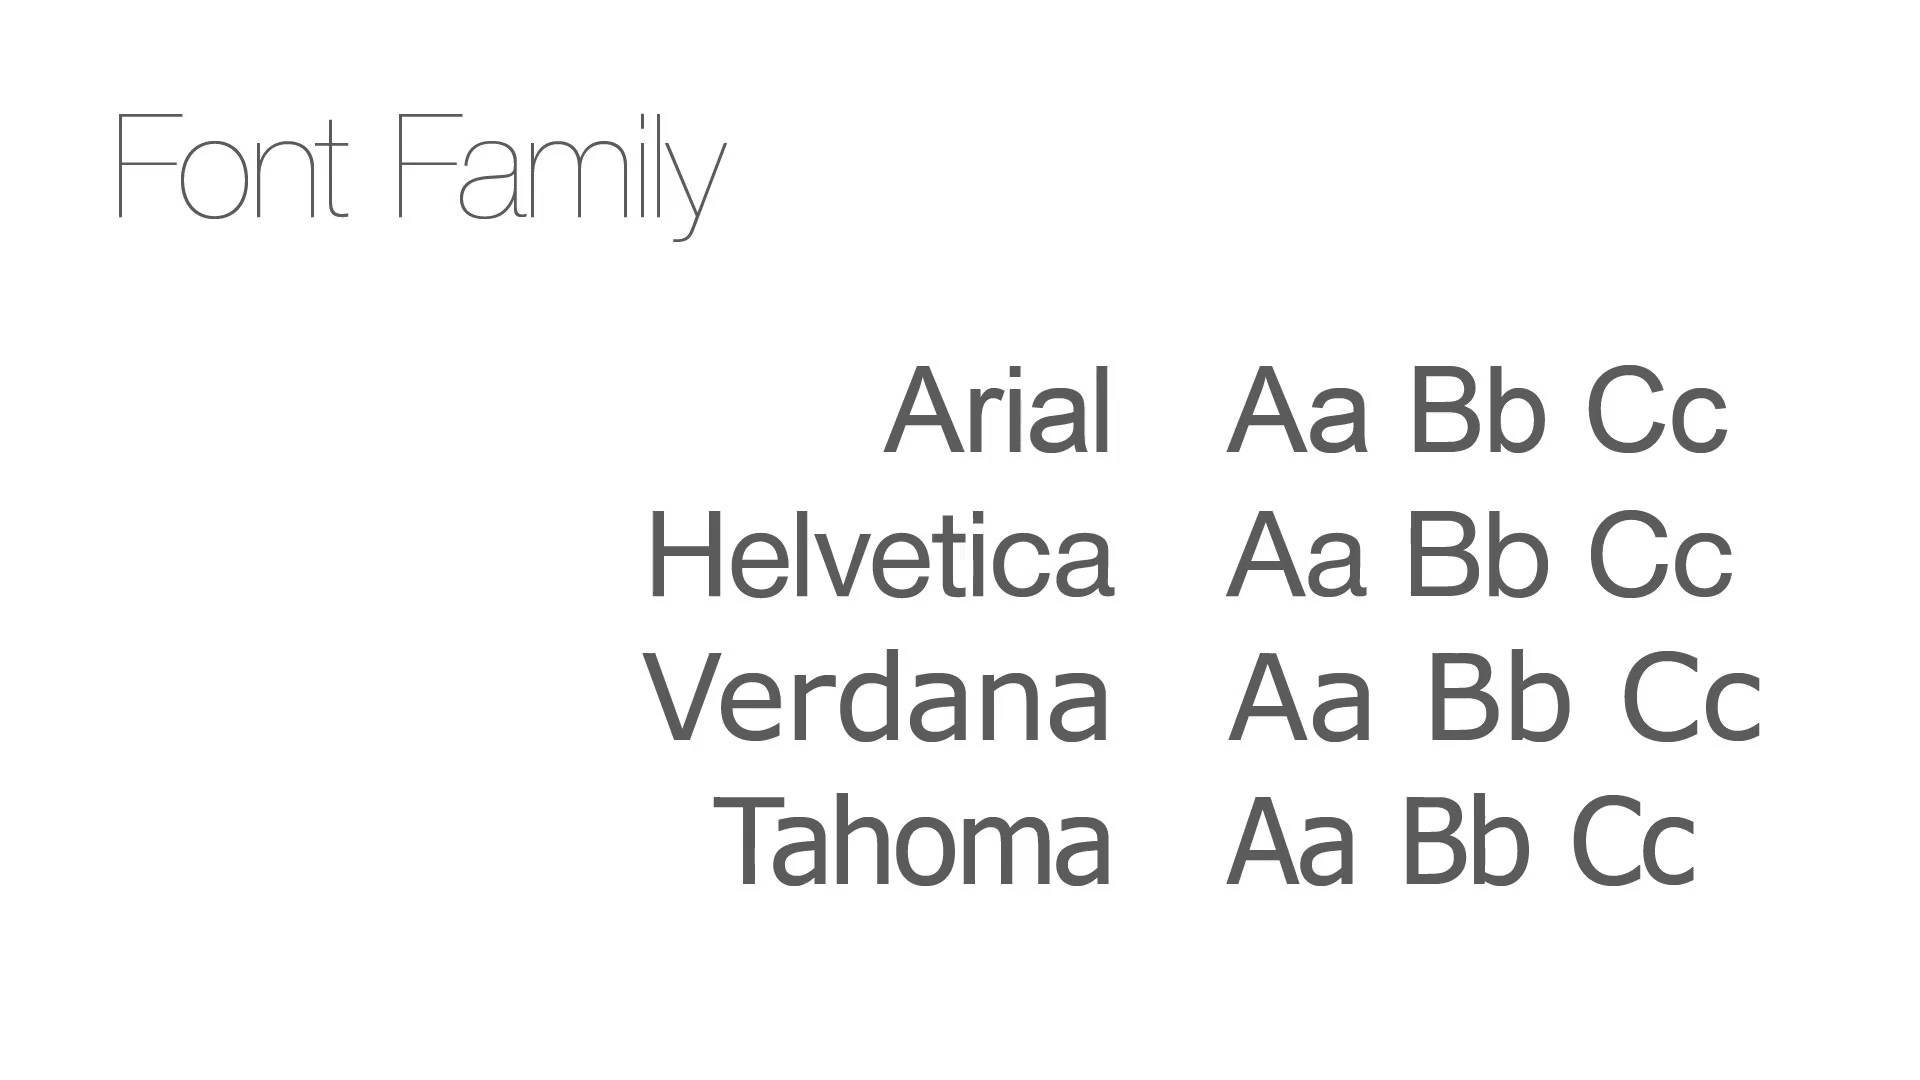 Font Family
Arial Aa Bb Cc
Helvetica Aa Bb Cc
Verdana Aa Bb Cc
Tahoma Aa Bb Cc